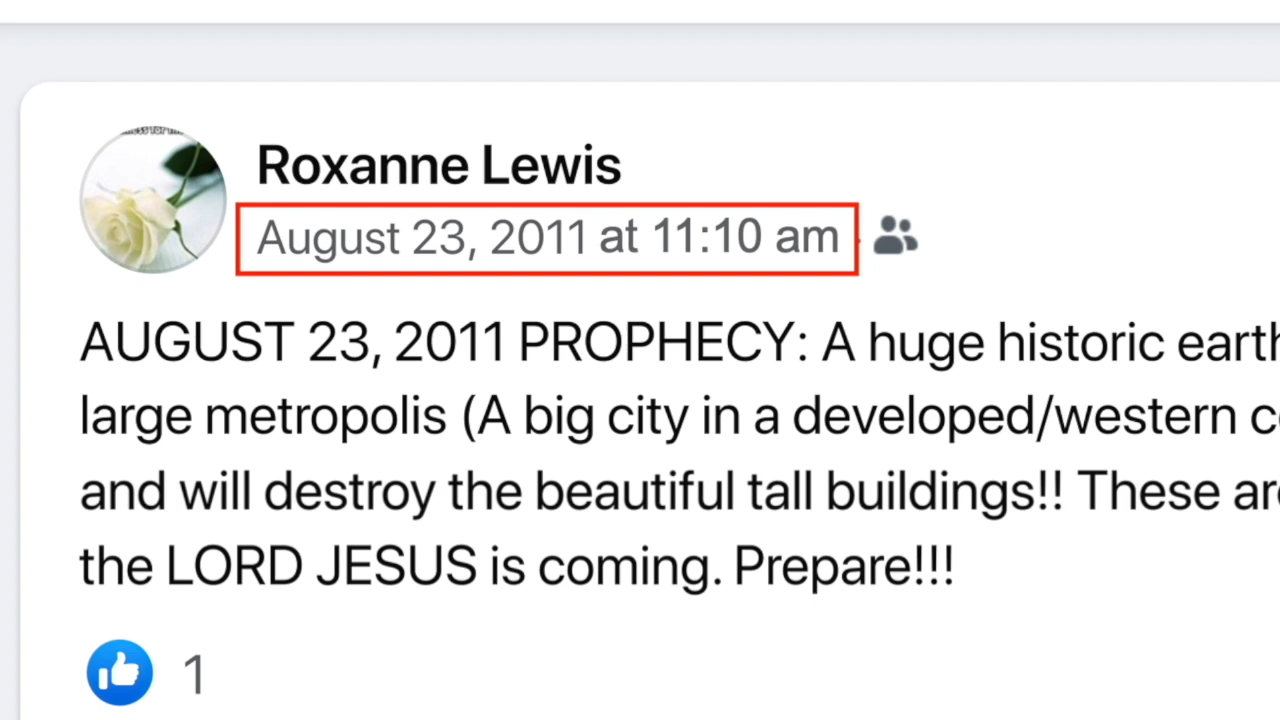 Roxanne Lewis
August 23, 2011 at 11:10 am
AUGUST 23, 2011 PROPHECY: A huge historic
large metropolis (A big city in a developed/western
and will destroy the beautiful tall buildings!! These
the LORD JESUS is coming. Prepare!!!
1